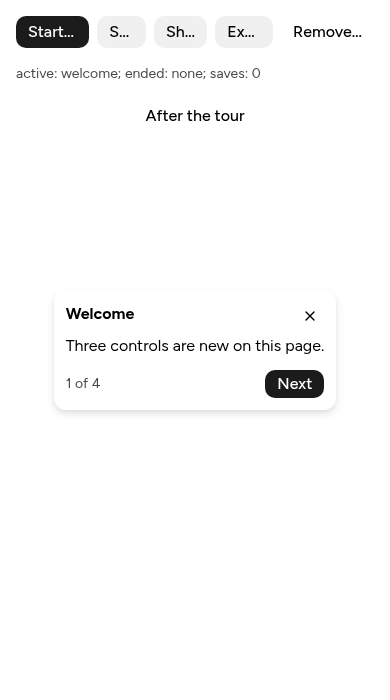 Start… S… Sh… Ex… Remove…
active: welcome; ended: none; saves: 0
After the tour
Welcome
Three controls are new on this page.
1 of 4 Next